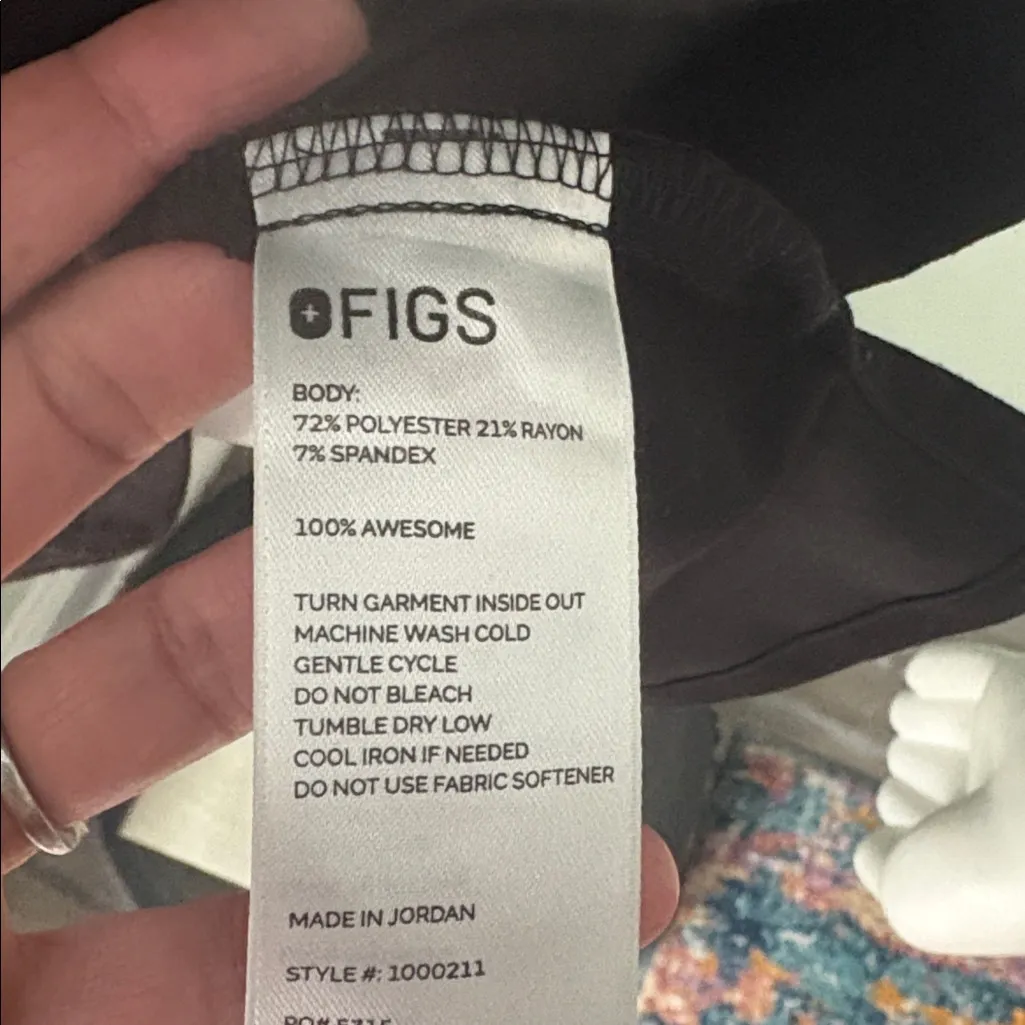 FIGS
BODY:
72% POLYESTER 21% RAYON
7% SPANDEX
100% AWESOME
TURN GARMENT INSIDE OUT
MACHINE WASH COLD
GENTLE CYCLE
DO NOT BLEACH
TUMBLE DRY LOW
COOL IRON IF NEEDED
DO NOT USE FABRIC SOFTENER
MADE IN JORDAN
STYLE #: 1000211